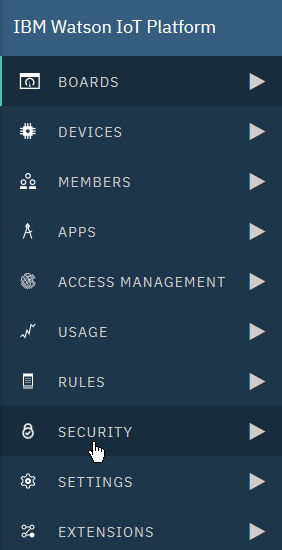 IBM Watson IoT Platform
BOARDS
DEVICES
MEMBERS
APPS
ACCESS MANAGEMENT
USAGE
RULES
SECURITY
SETTINGS
EXTENSIONS